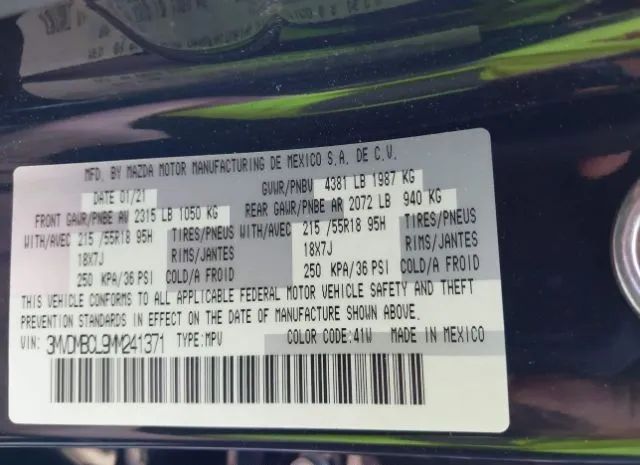 MFD. BY MAZDA MOTOR MANUFACTURING DE MEXICO S.A. DE C.V.
DATE 01/21 GVWR/PNBV 4381 LB 1987 KG
FRONT GAWR/PNBE AV 2315 LB 1050 KG REAR GAWR/PNBE AR 2072 LB 940 KG
WITH/AVEC 215 /55R18 95H TIRES/PNEUS WITH/AVEC 215 /55R18 95H TIRES/PNEUS
18X7J RIMS/JANTES 18X7J RIMS/JANTES
250 KPA/36 PSI COLD/A FROID 250 KPA/36 PSI COLD/A FROID
THIS VEHICLE CONFORMS TO ALL APPLICABLE FEDERAL MOTOR VEHICLE SAFETY AND THEFT
PREVENTION STANDARDS IN EFFECT ON THE DATE OF MANUFACTURE SHOWN ABOVE.
VIN: 3MVDMBCL9MM241371 TYPE:MPV COLOR CODE:41W MADE IN MEXICO